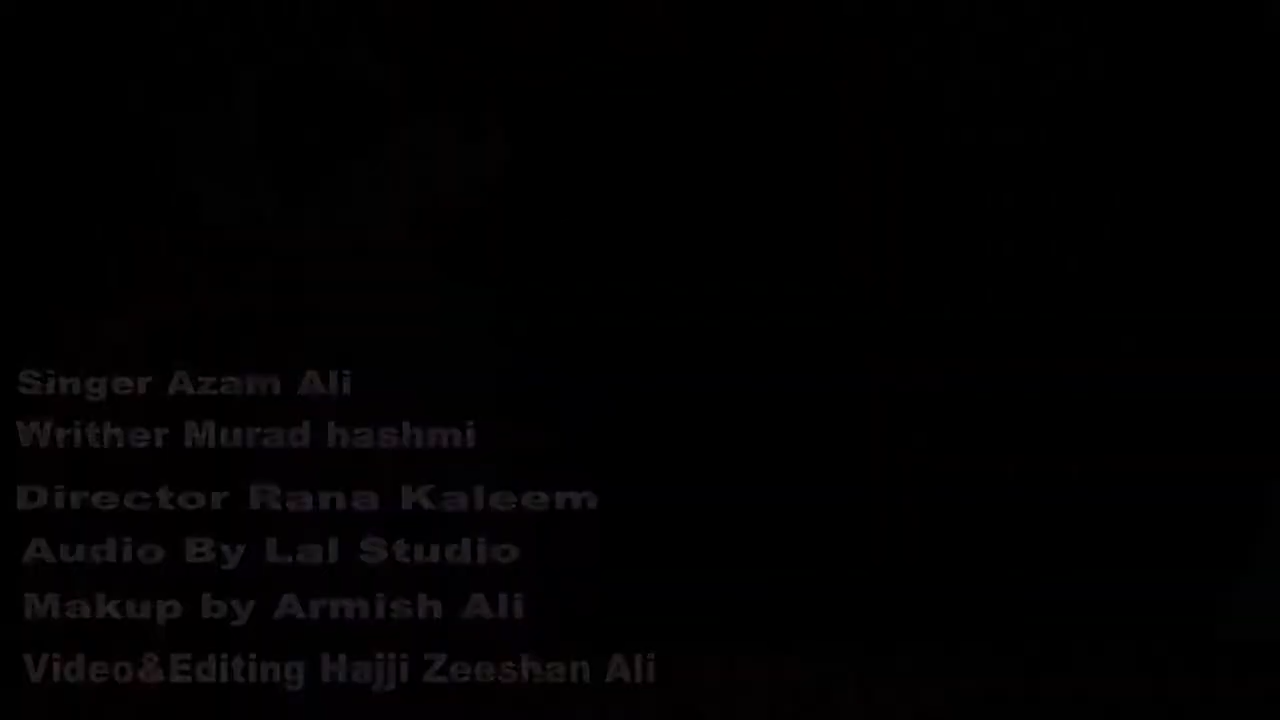 Singer Azam Ali
Writher Murad hashmi
Director Rana Kaleem
Audio By Lal Studio
Makup by Armish Ali
Video&Editing Hajji Zeeshan Ali